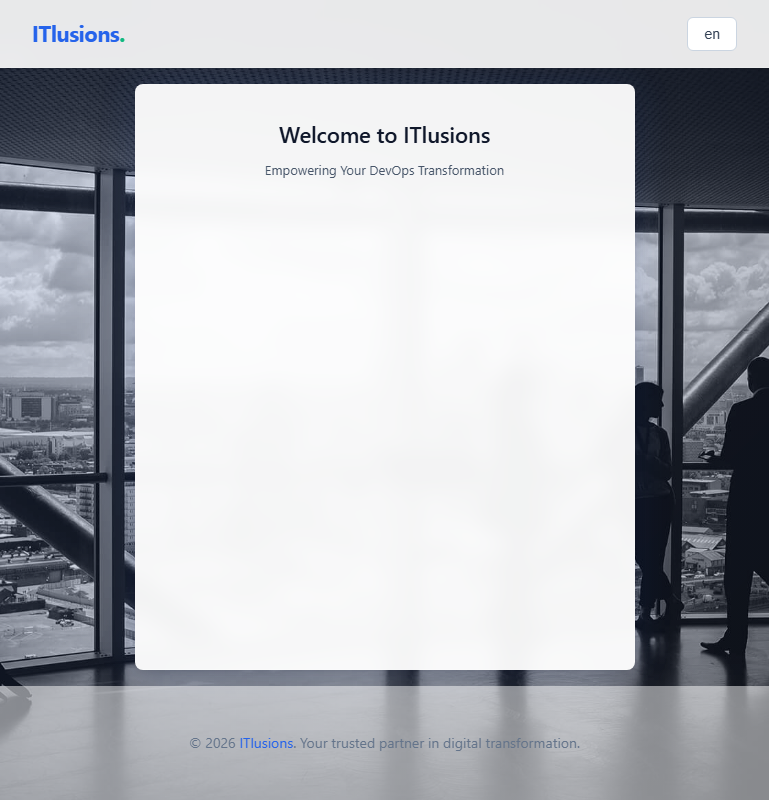 ITlusions.
en
Welcome to ITlusions
Empowering Your DevOps Transformation
© 2026 ITlusions. Your trusted partner in digital transformation.